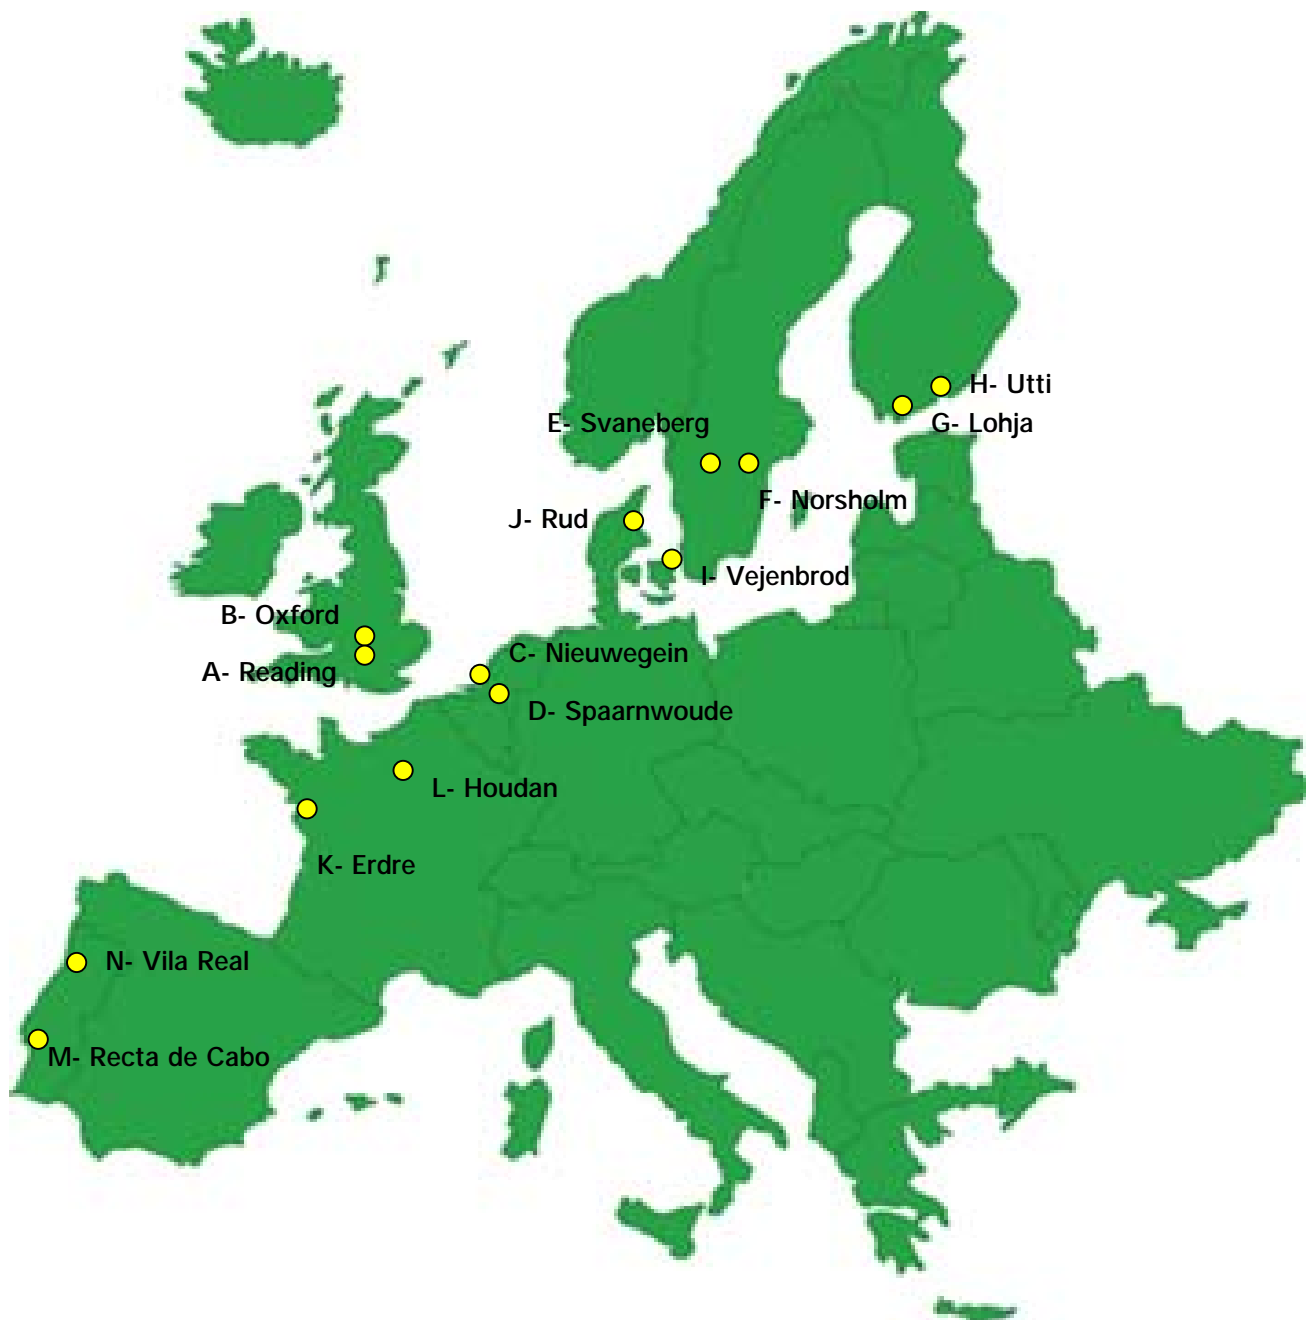 H- Utti
G- Lohja
E- Svaneberg
F- Norsholm
J- Rud
I- Vejenbrod
B- Oxford
C- Nieuwegein
A- Reading
D- Spaarnwoude
L- Houdan
K- Erdre
N- Vila Real
M- Recta de Cabo